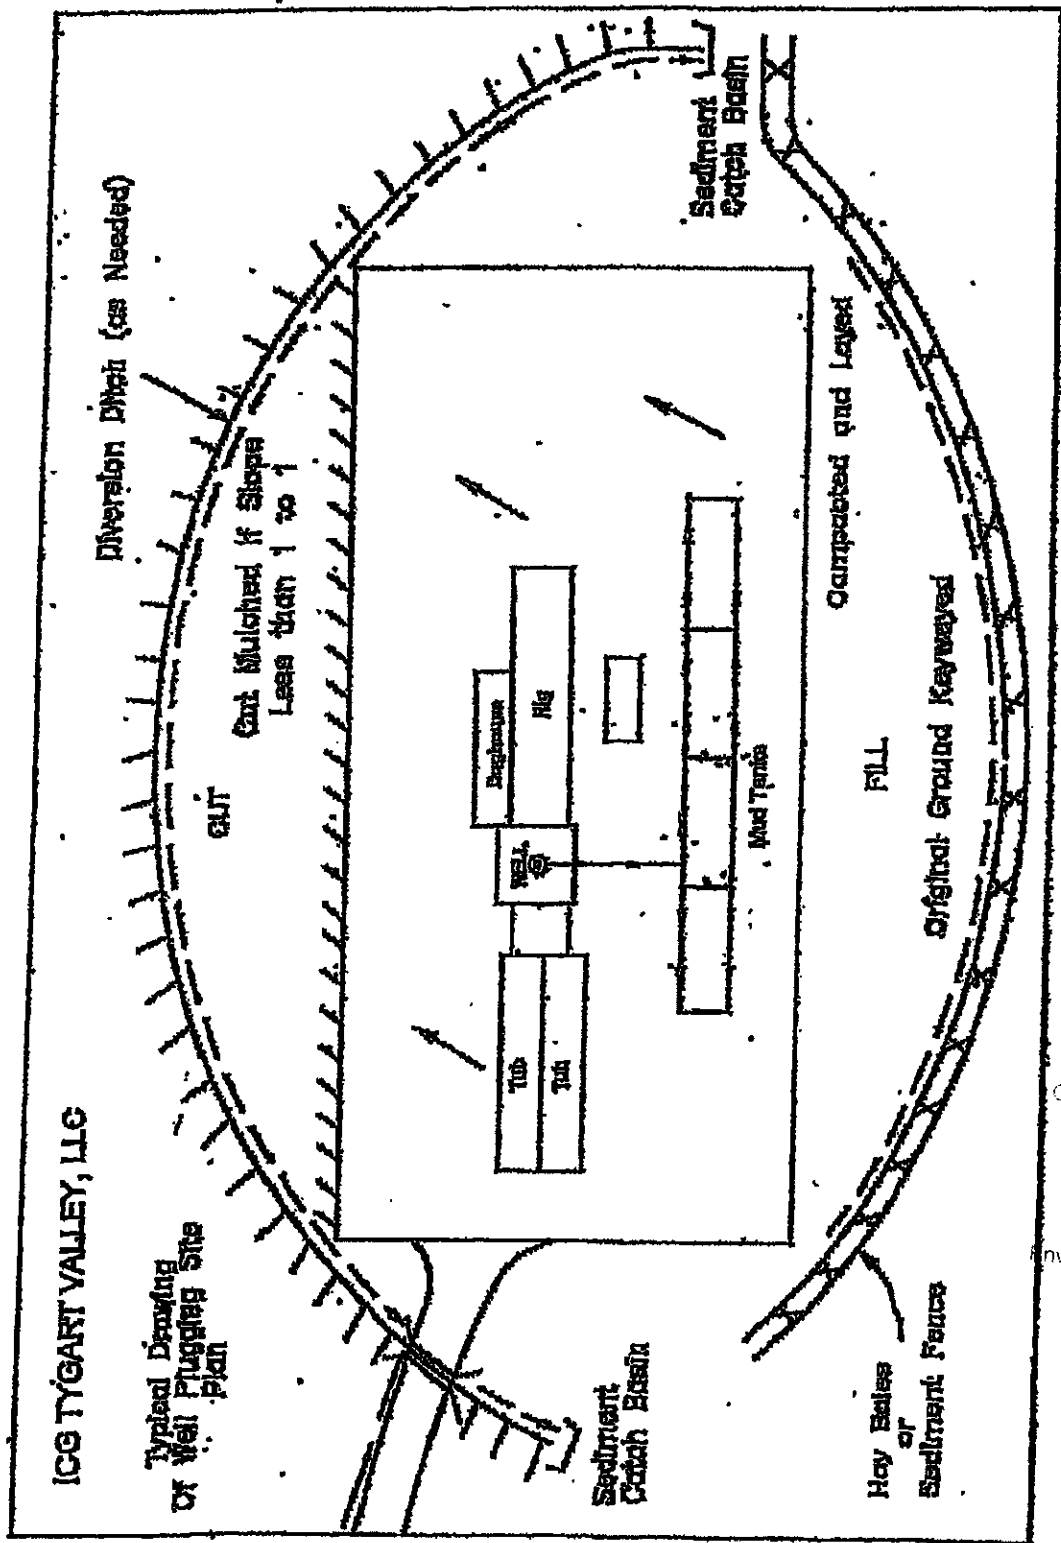 ICG TYGART VALLEY, LLC
Typical Drawing
Of Well Plugging Site
Plan
Diversion Ditch (as Needed)
CUT
Cut Mulched if Slope
Less than 1 to 1
Sediment
Catch Basin
Doghouse
Rig
Tub
Tub
Mud Tanks
Compacted and Layed
FILL
Original Ground Keywayed
Sediment
Catch Basin
Hay Bales
or
Sediment Fence